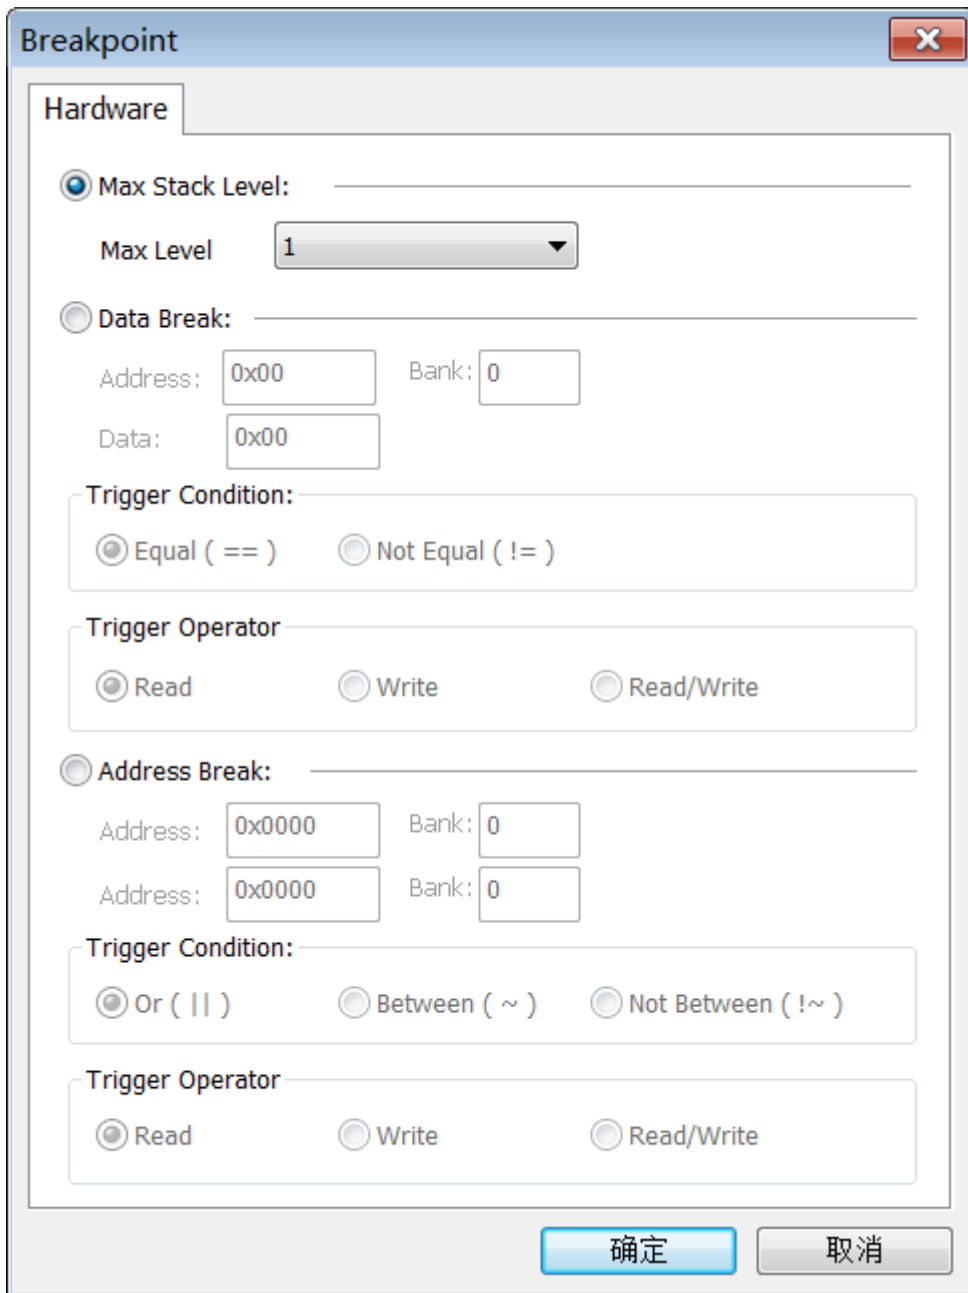 Breakpoint
Hardware
Max Stack Level:
Max Level 1
Data Break:
Address: 0x00 Bank: 0
Data: 0x00
Trigger Condition:
Equal ( == ) Not Equal ( != )
Trigger Operator
Read Write Read/Write
Address Break:
Address: 0x0000 Bank: 0
Address: 0x0000 Bank: 0
Trigger Condition:
Or ( || ) Between ( ~ ) Not Between ( !~ )
Trigger Operator
Read Write Read/Write
确定 取消